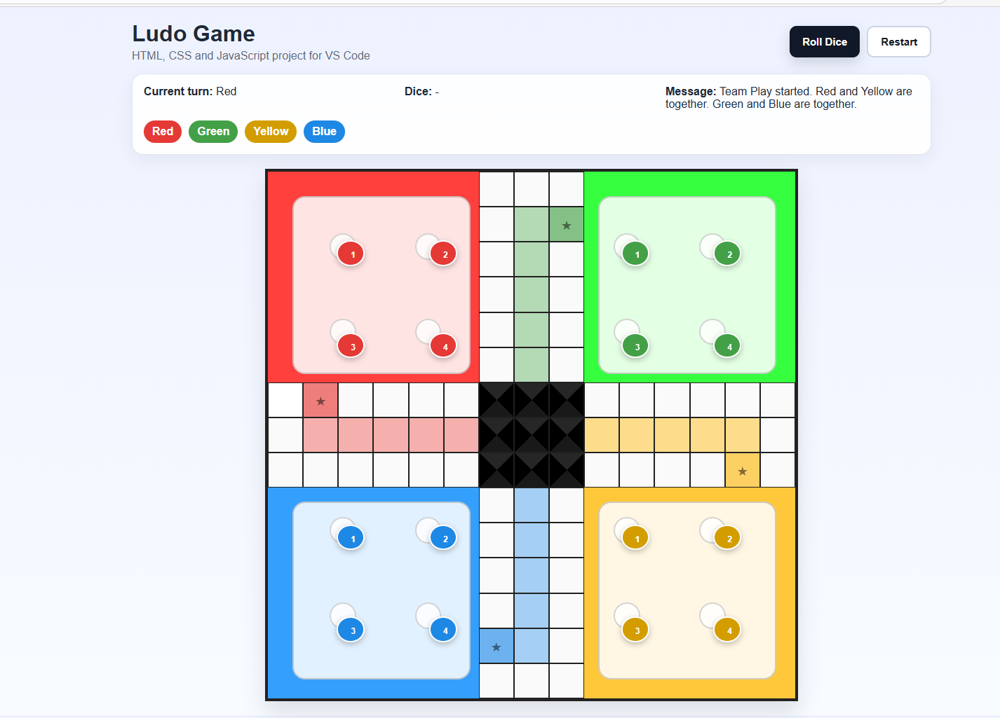 Ludo Game
HTML, CSS and JavaScript project for VS Code
Roll Dice
Restart
Current turn: Red
Dice: -
Message: Team Play started. Red and Yellow are
together. Green and Blue are together.
Red
Green
Yellow
Blue
★
1
2
1
2
3
4
3
4
★
★
1
2
1
2
3
4
3
4
★